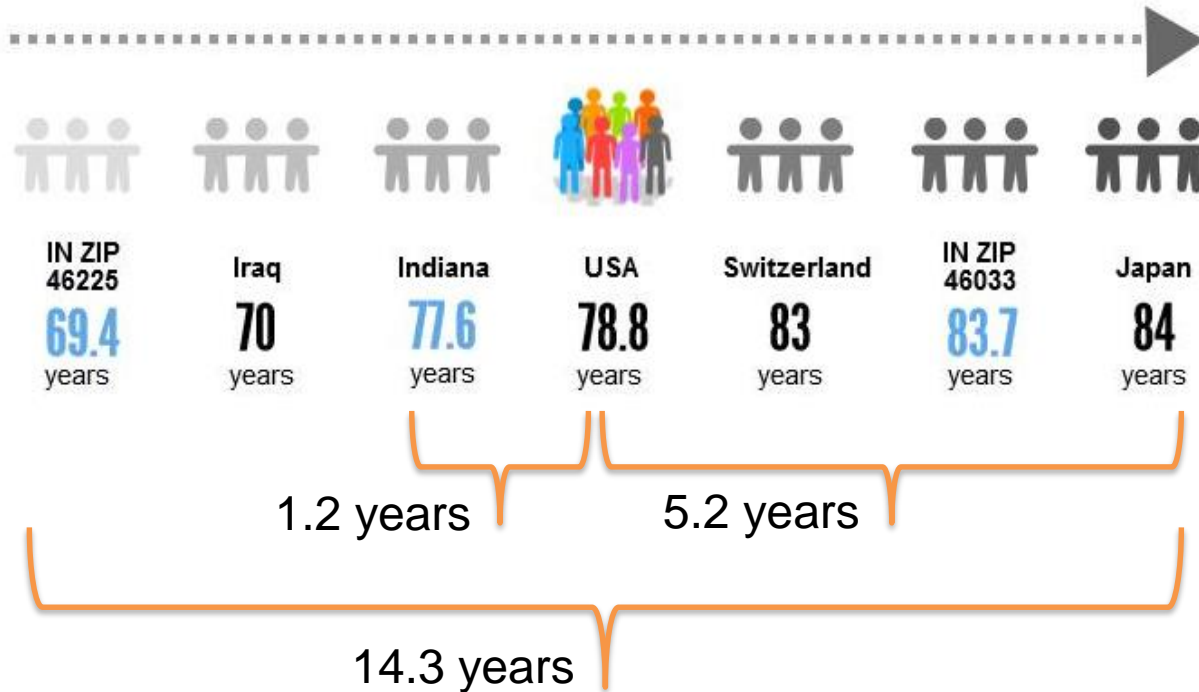 IN ZIP
46225
69.4
years
Iraq
70
years
Indiana
77.6
years
USA
78.8
years
Switzerland
83
years
IN ZIP
46033
83.7
years
Japan
84
years
1.2 years
5.2 years
14.3 years